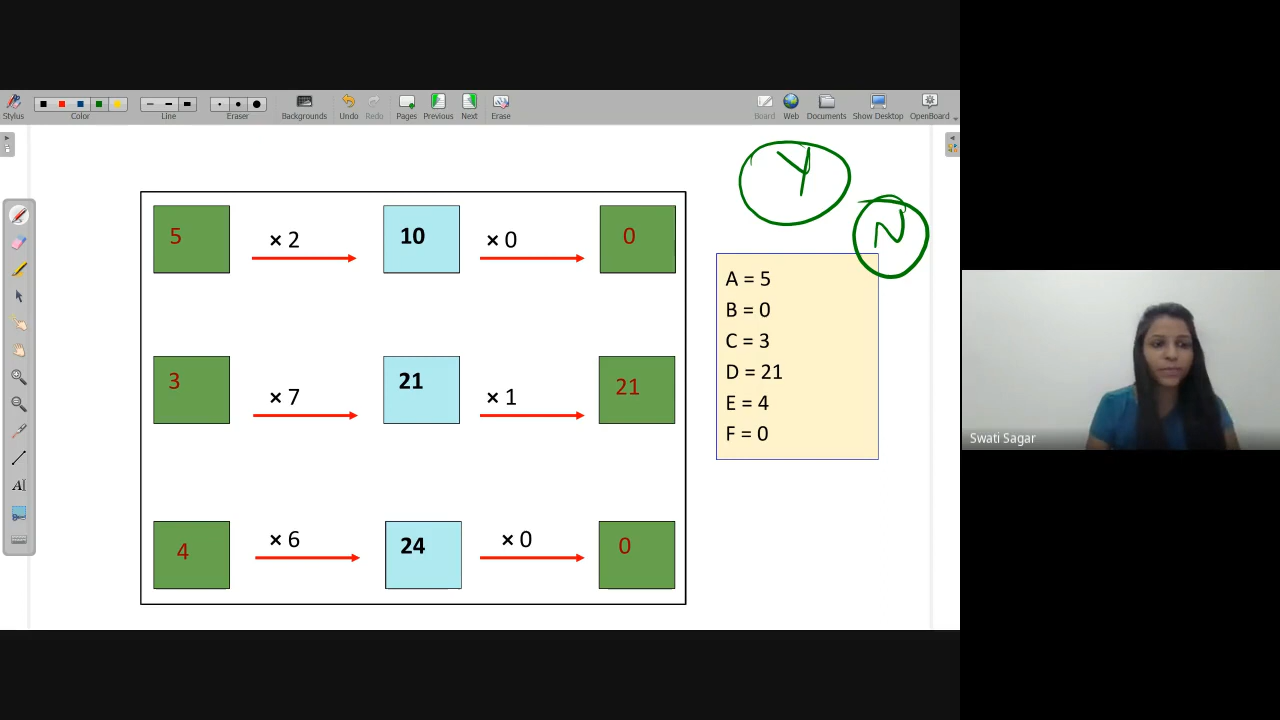 Stylus
Color
Line
Eraser
Backgrounds
Undo
Redo
Pages
Previous
Next
Erase
Board
Web
Documents
Show Desktop
OpenBoard
Y
N
5
× 2
10
× 0
0
3
× 7
21
× 1
21
4
× 6
24
× 0
0
A = 5
B = 0
C = 3
D = 21
E = 4
F = 0
AI
Swati Sagar